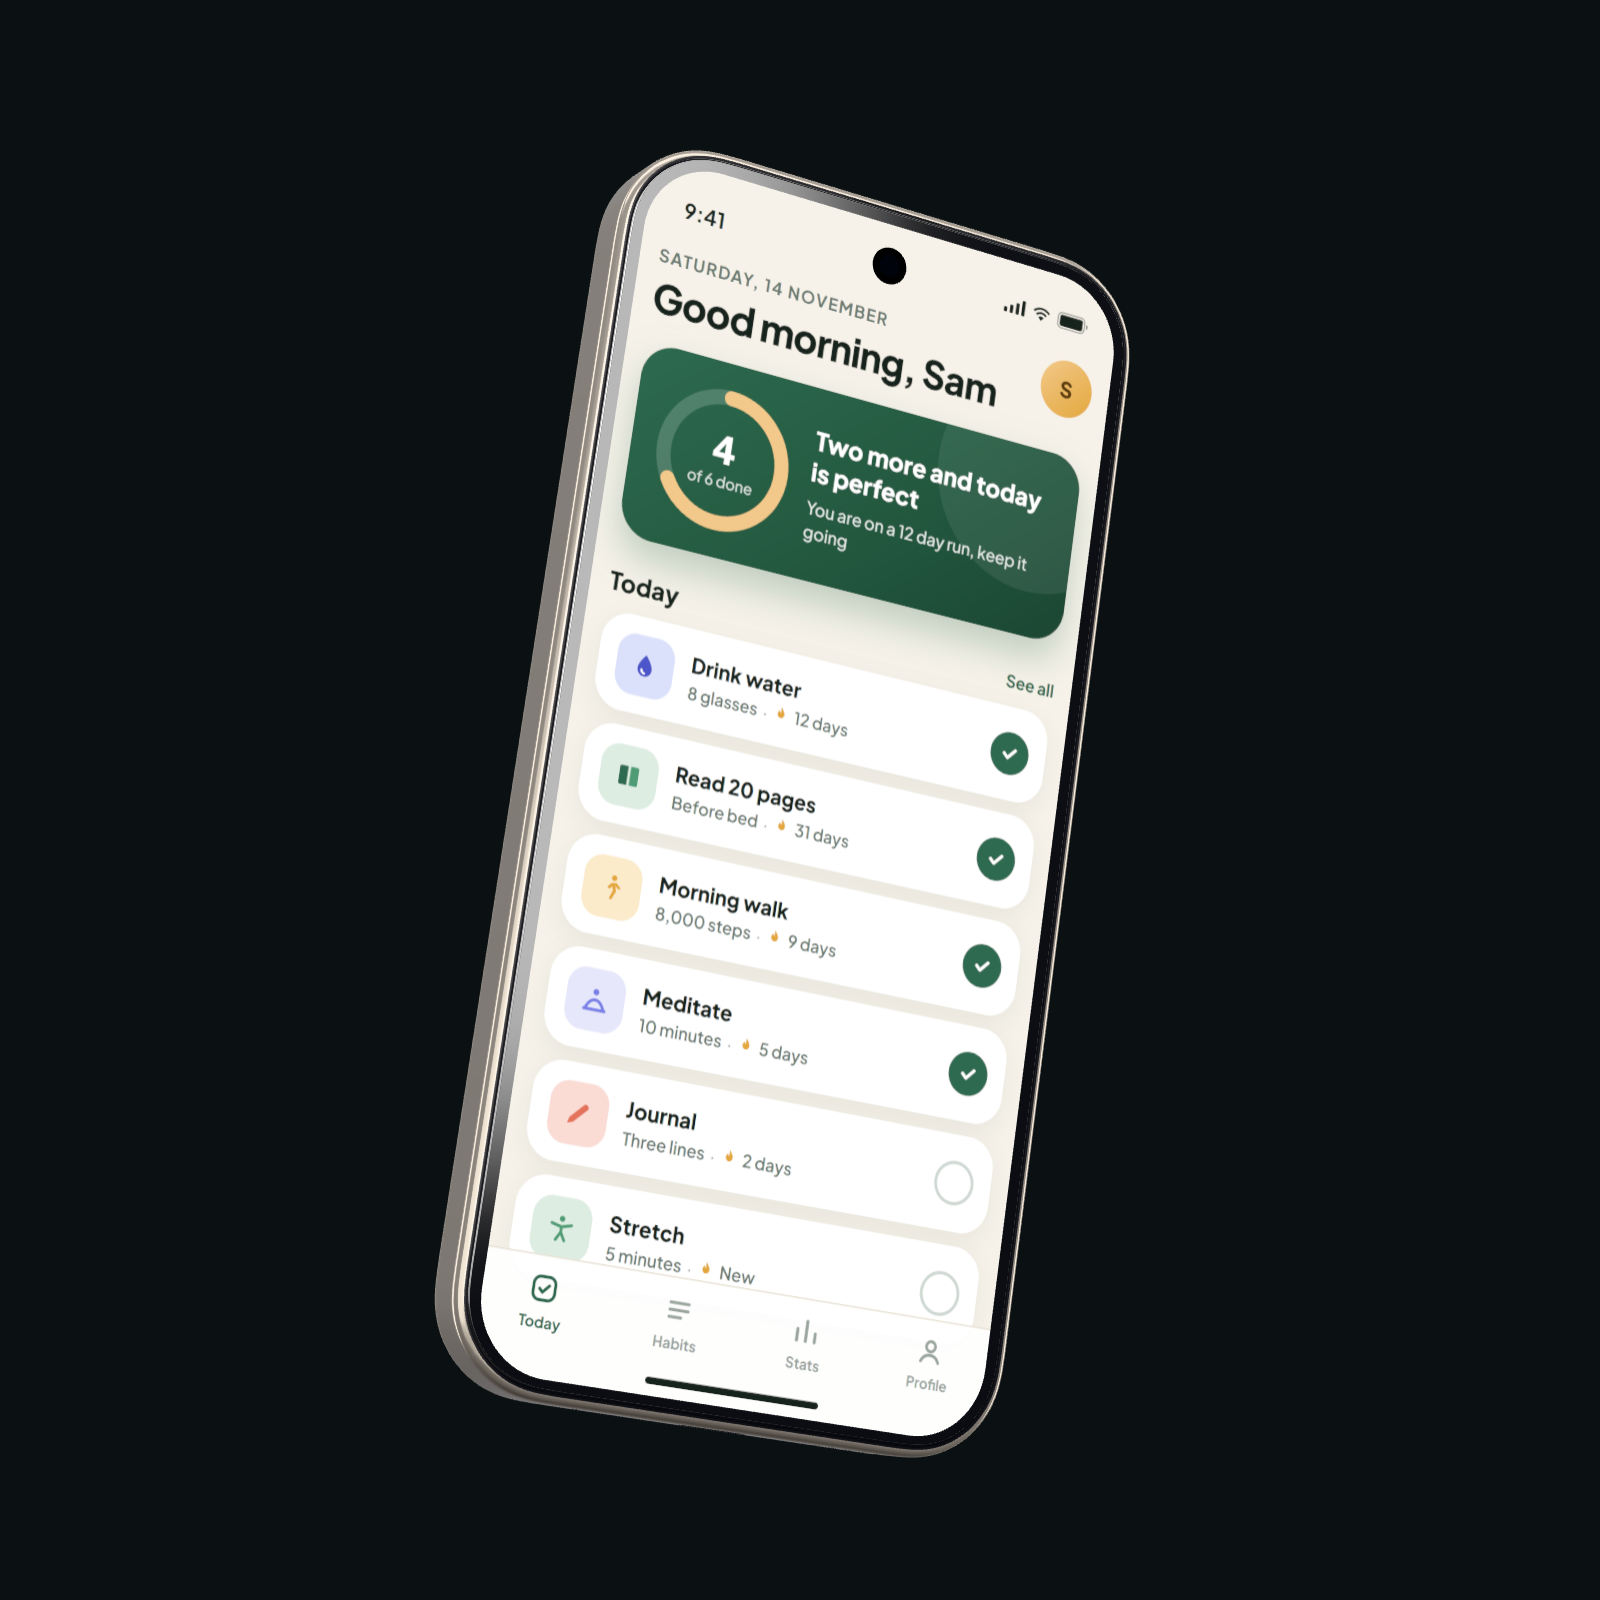 9:41
SATURDAY, 14 NOVEMBER
Good morning, Sam
S
4
of 6 done
Two more and today
is perfect
You are on a 12 day run, keep it
going
Today
See all
Drink water
8 glasses · 12 days
Read 20 pages
Before bed · 31 days
Morning walk
8,000 steps · 9 days
Meditate
10 minutes · 5 days
Journal
Three lines · 2 days
Stretch
5 minutes · New
Today
Habits
Stats
Profile